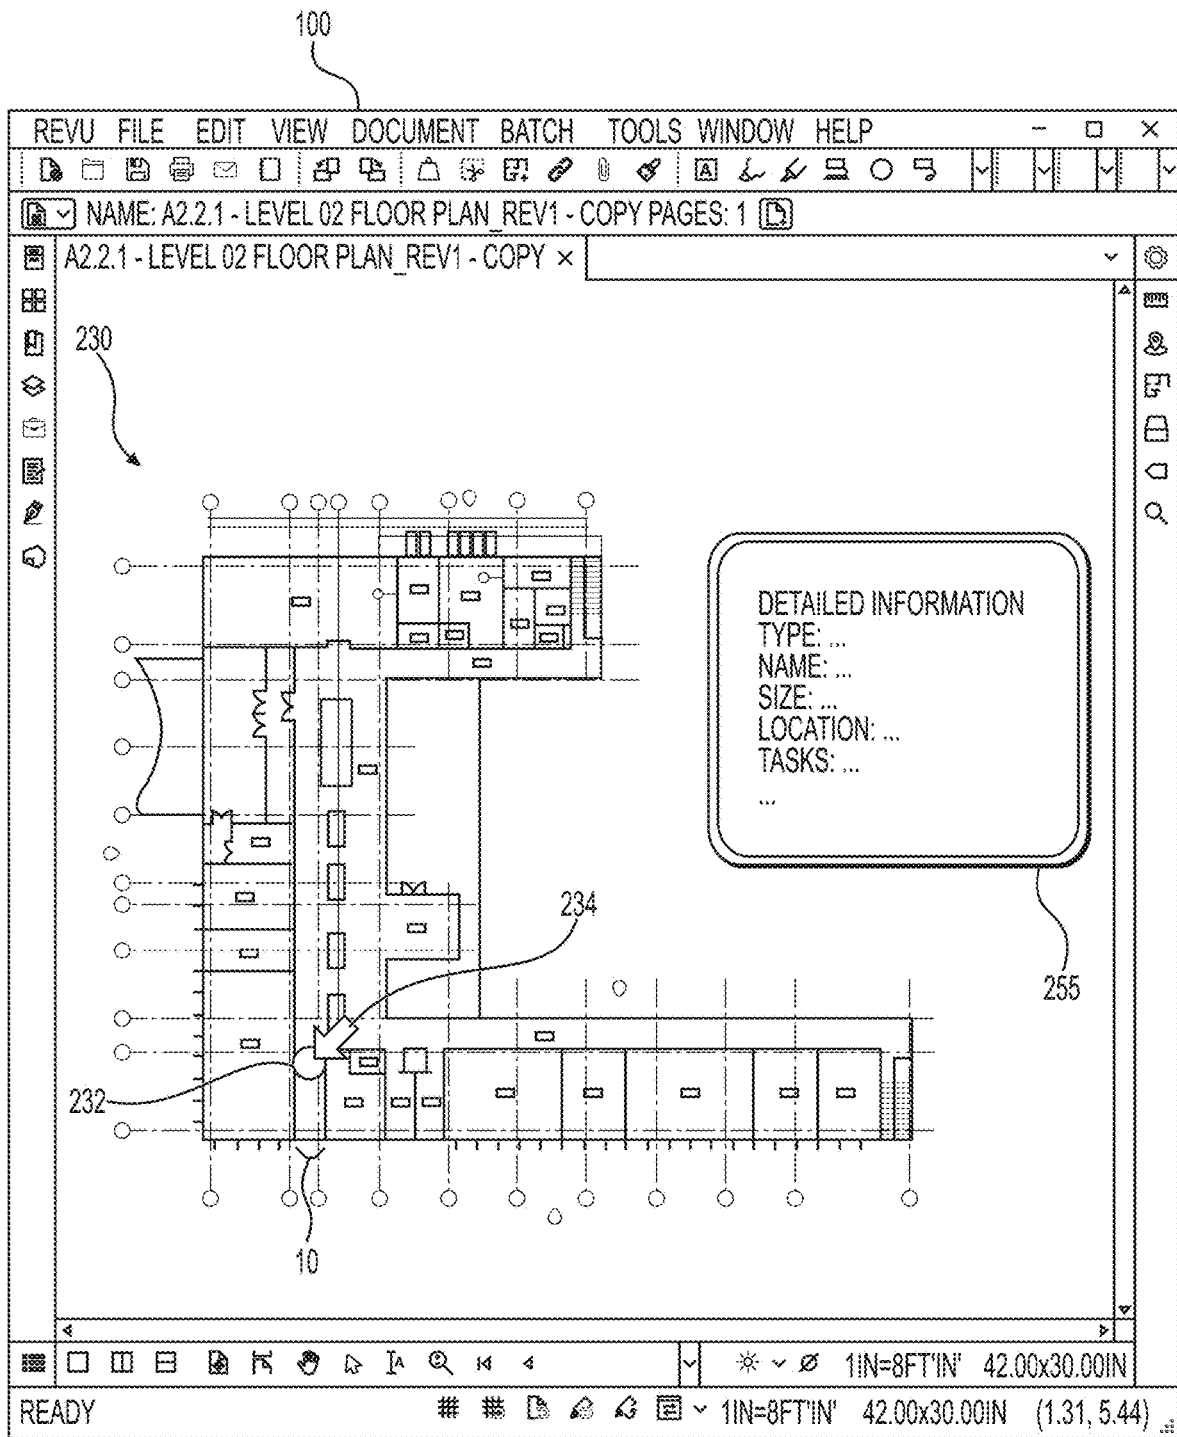 100
REVU FILE EDIT VIEW DOCUMENT BATCH TOOLS WINDOW HELP
NAME: A2.2.1 - LEVEL 02 FLOOR PLAN_REV1 - COPY PAGES: 1
A2.2.1 - LEVEL 02 FLOOR PLAN_REV1 - COPY ×
230
DETAILED INFORMATION
TYPE: ...
NAME: ...
SIZE: ...
LOCATION: ...
TASKS: ...
...
234
255
232
10
1IN=8FT'IN' 42.00x30.00IN
READY 1IN=8FT'IN' 42.00x30.00IN (1.31, 5.44)